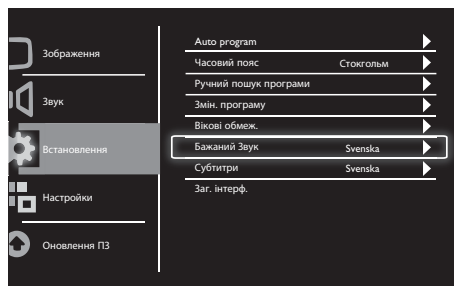 Зображення
Звук
Встановлення
Настройки
Оновлення ПЗ
Auto program
Часовий пояс Стокгольм
Ручний пошук програми
Змін. програму
Вікові обмеж.
Бажаний Звук Svenska
Субтитри Svenska
Заг. інтерф.